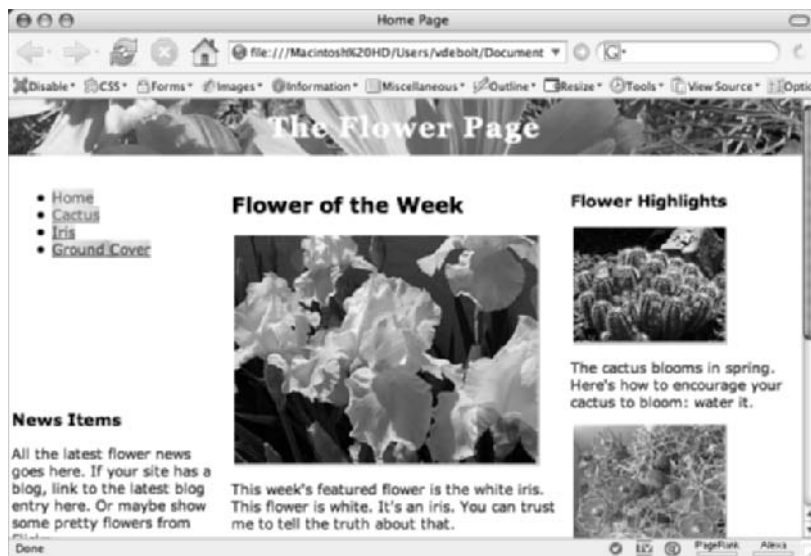 Home Page
file:///Macintosh%20HD/Users/vdebolt/Document
G
Disable CSS Forms Images Information Miscellaneous Outline Resize Tools View Source Optio
The Flower Page
Home
Cactus
Iris
Ground Cover
News Items
All the latest flower news
goes here. If your site has a
blog, link to the latest blog
entry here. Or maybe show
some pretty flowers from
Flower of the Week
This week's featured flower is the white iris.
This flower is white. It's an iris. You can trust
me to tell the truth about that.
Flower Highlights
The cactus blooms in spring.
Here's how to encourage your
cactus to bloom: water it.
Done
PageRank Alexa